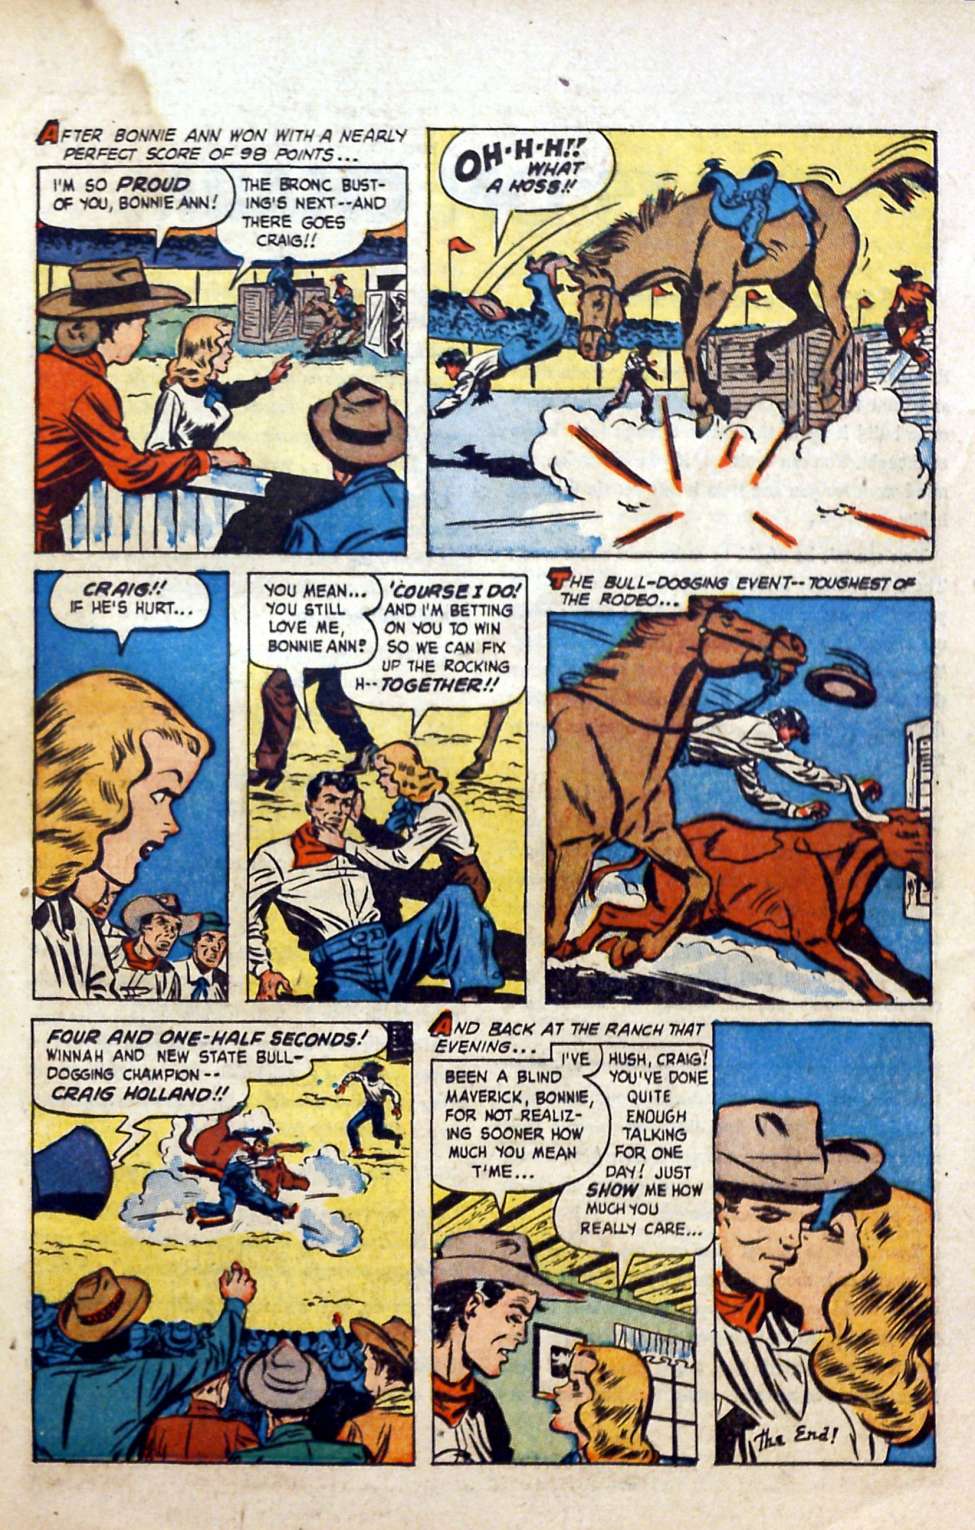 AFTER BONNIE ANN WON WITH A NEARLY
PERFECT SCORE OF 98 POINTS...
I'M SO PROUD
OF YOU, BONNIE ANN!
THE BRONC BUST-
ING'S NEXT--AND
THERE GOES
CRAIG!!
OH-H-H!!
WHAT
A HOSS!!
CRAIG!!
IF HE'S HURT...
YOU MEAN...
YOU STILL
LOVE ME,
BONNIE ANN?
'COURSE I DO!
AND I'M BETTING
ON YOU TO WIN
SO WE CAN FIX
UP THE ROCKING
H--TOGETHER!!
THE BULL-DOGGING EVENT--TOUGHEST OF
THE RODEO...
FOUR AND ONE-HALF SECONDS!
WINNAH AND NEW STATE BULL-
DOGGING CHAMPION--
CRAIG HOLLAND!!
AND BACK AT THE RANCH THAT
EVENING...
I'VE
BEEN A BLIND
MAVERICK, BONNIE,
FOR NOT REALIZ-
ING SOONER HOW
MUCH YOU MEAN
T'ME...
HUSH, CRAIG!
YOU'VE DONE
QUITE
ENOUGH
TALKING
FOR ONE
DAY! JUST
SHOW ME HOW
MUCH YOU
REALLY CARE...
The End!